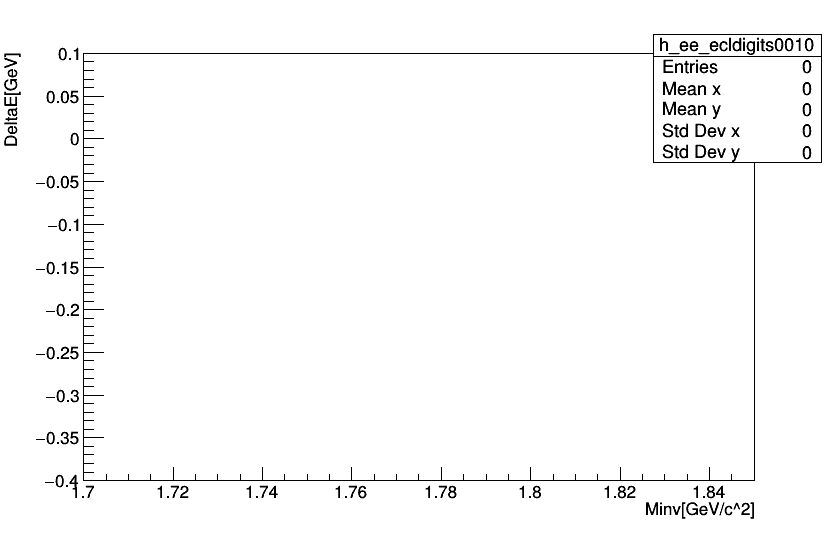 h_ee_ecldigits0010
Entries 0
Mean x 0
Mean y 0
Std Dev x 0
Std Dev y 0
DeltaE[GeV]
0.1
0.05
0
−0.05
−0.1
−0.15
−0.2
−0.25
−0.3
−0.35
−0.4
1.7 1.72 1.74 1.76 1.78 1.8 1.82 1.84
Minv[GeV/c^2]